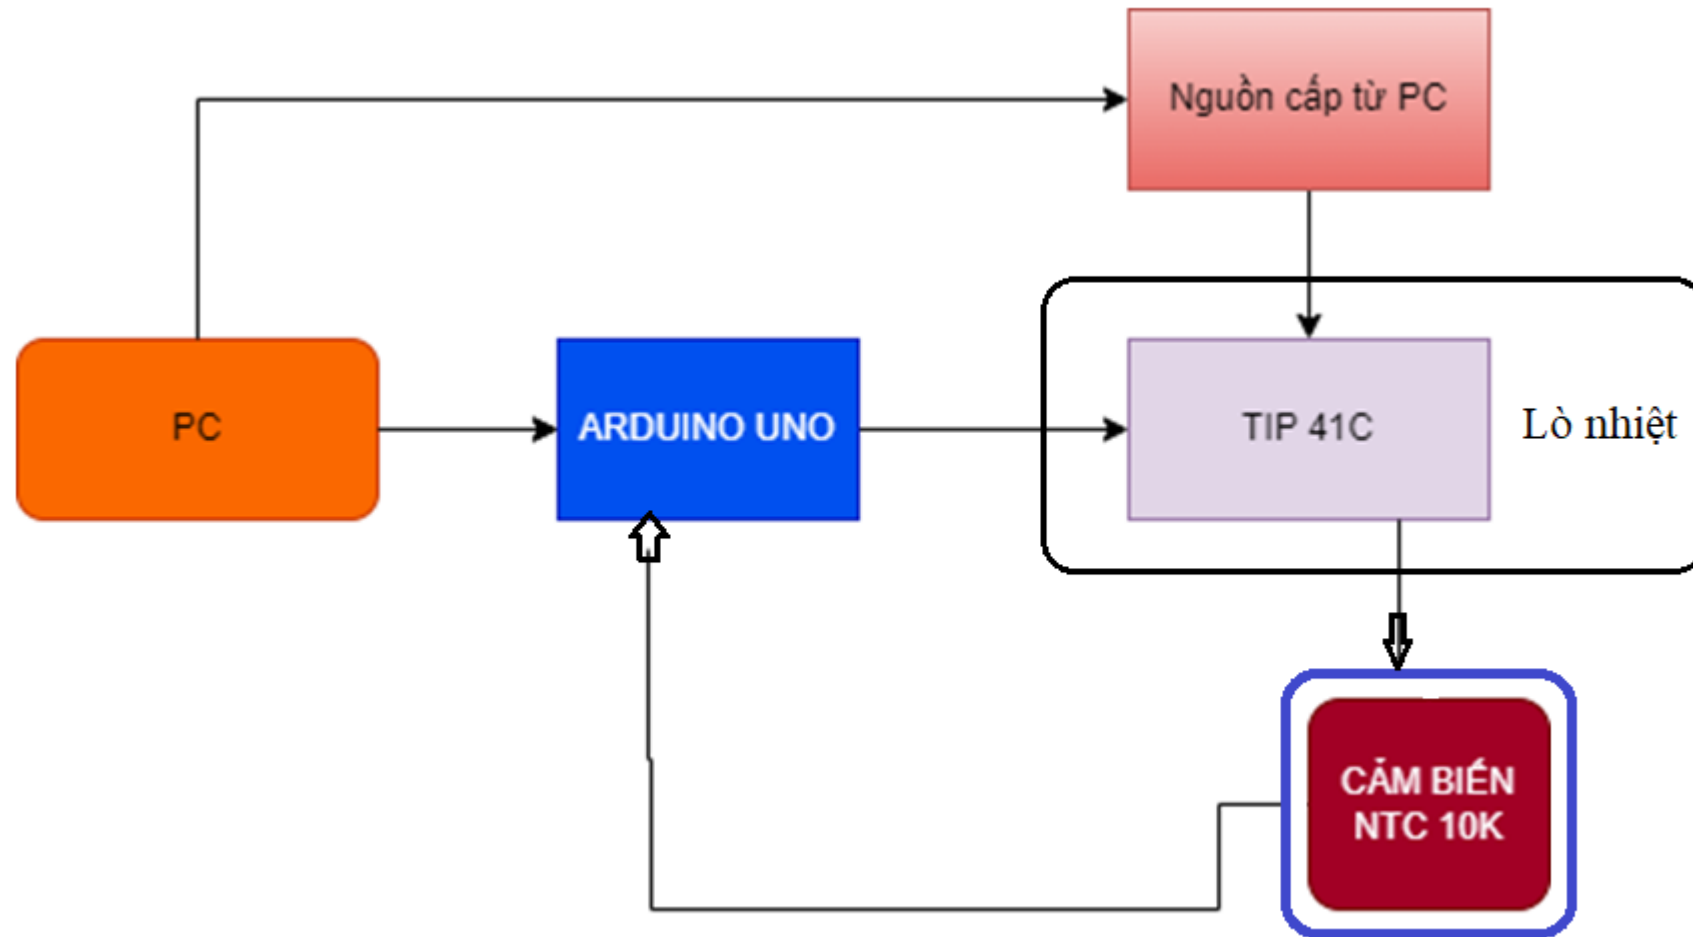 Nguồn cấp từ PC
PC
ARDUINO UNO
TIP 41C
Lò nhiệt
CẢM BIẾN
NTC 10K